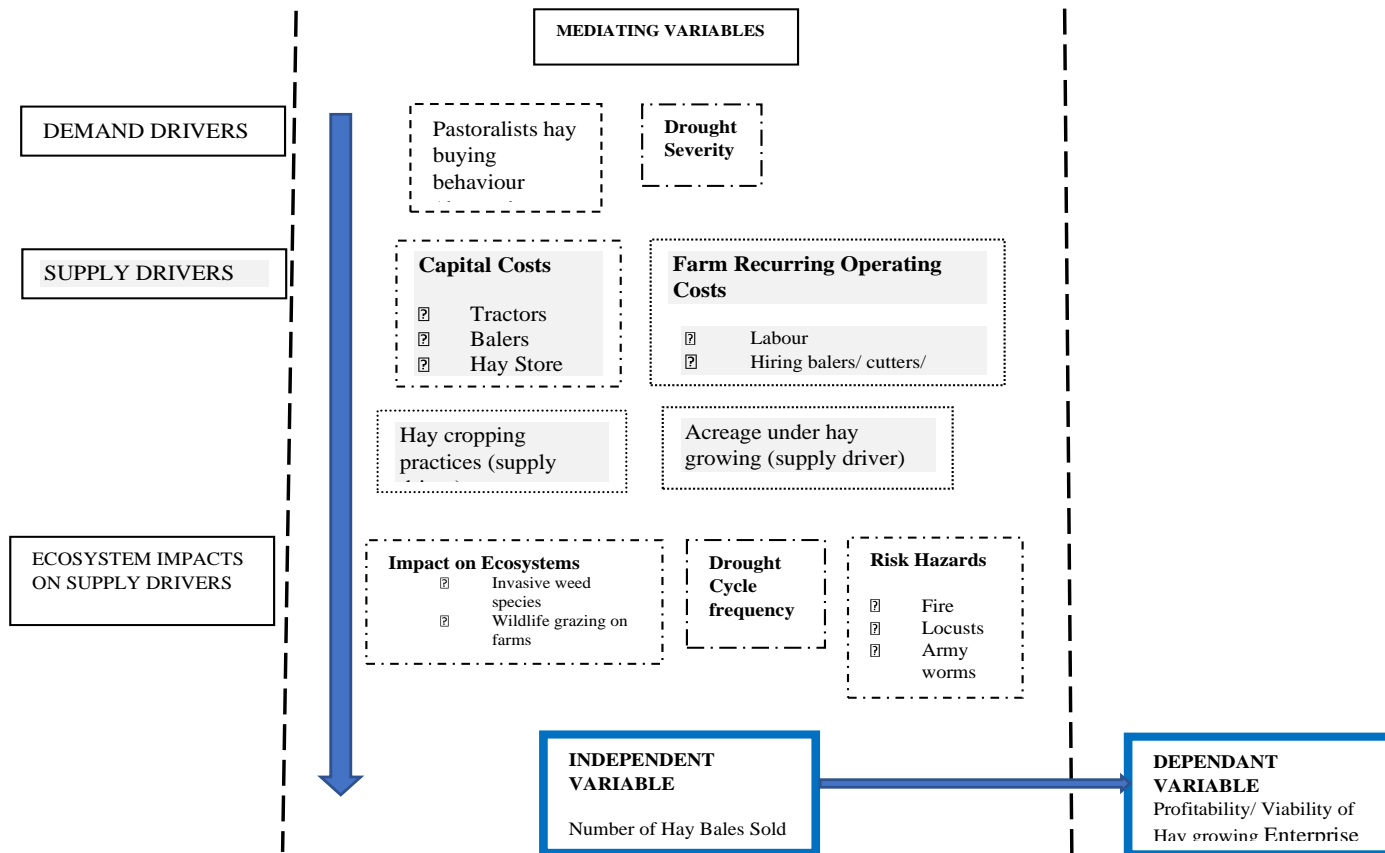 MEDIATING VARIABLES
DEMAND DRIVERS
Pastoralists hay
buying
behaviour
Drought
Severity
SUPPLY DRIVERS
Capital Costs
Tractors
Balers
Hay Store
Farm Recurring Operating
Costs
Labour
Hiring balers/ cutters/
Hay cropping
practices (supply
Acreage under hay
growing (supply driver)
ECOSYSTEM IMPACTS
ON SUPPLY DRIVERS
Impact on Ecosystems
Invasive weed
species
Wildlife grazing on
farms
Drought
Cycle
frequency
Risk Hazards
Fire
Locusts
Army
worms
INDEPENDENT
VARIABLE
Number of Hay Bales Sold
DEPENDANT
VARIABLE
Profitability/ Viability of
Hay growing Enterprise